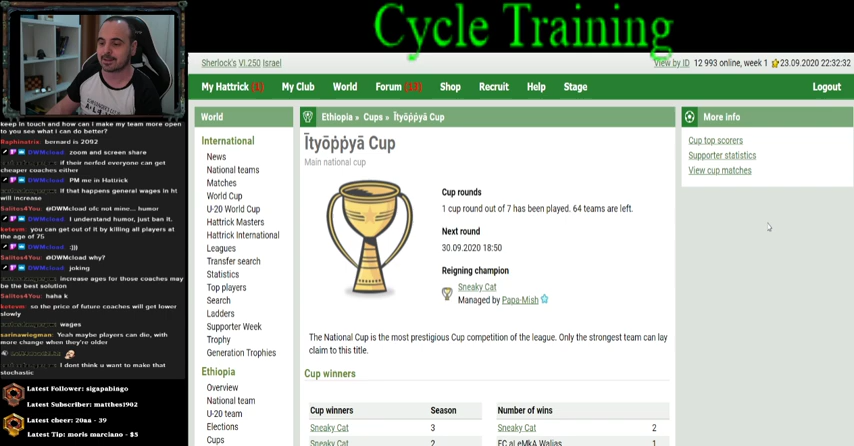 Cycle Training
Sherlock's VI.250 Israel
View by ID 12 993 online, week 1 23.09.2020 22:32:32
My Hattrick (1) My Club World Forum (13) Shop Recruit Help Stage Logout
keep in touch and how can i make my team more open
to you see what i can do better?
Raphinatrix: bernard is 2092
DWMcload: zoom and screen share
if their nerfed everyone can get
cheaper coaches either
DWMcload: PM me in Hattrick
If that happens general wages in ht
will increase
Salitos4You: @DWMcload ofc not mine... humor
DWMcload: I understand humor, just ban it.
ketevm: you can get out of it by killing all players
at the age of 75
DWMcload: :)))
Salitos4You: @DWMcload why?
DWMcload: joking
increase ages for those coaches may
be the best solution
Salitos4You: haha k
ketevm: so the price of future coaches will get lower
slowly
wages
sarinawiegman: Yeah maybe players can die, with
more change when they're older
I dont think u want to make that
stochastic
Latest Follower: sigapabingo
Latest Subscriber: matthes1902
Latest cheer: 20aa - 39
Latest Tip: moris marciano - $5
World
International
News
National teams
Matches
World Cup
U-20 World Cup
Hattrick Masters
Hattrick International
Leagues
Transfer search
Statistics
Top players
Search
Ladders
Supporter Week
Trophy
Generation Trophies
Ethiopia
Overview
National team
U-20 team
Elections
Cups
Ethiopia » Cups » Ītyōṗṗyā Cup
Ītyōṗṗyā Cup
Main national cup
Cup rounds
1 cup round out of 7 has been played. 64 teams are left.
Next round
30.09.2020 18:50
Reigning champion
Sneaky Cat
Managed by Papa-Mish
The National Cup is the most prestigious Cup competition of the league. Only the strongest team can lay
claim to this title.
Cup winners
Cup winners Season
Sneaky Cat 3
Sneaky Cat 2
Number of wins
Sneaky Cat 2
FC aLeMkA Walias 1
More info
Cup top scorers
Supporter statistics
View cup matches